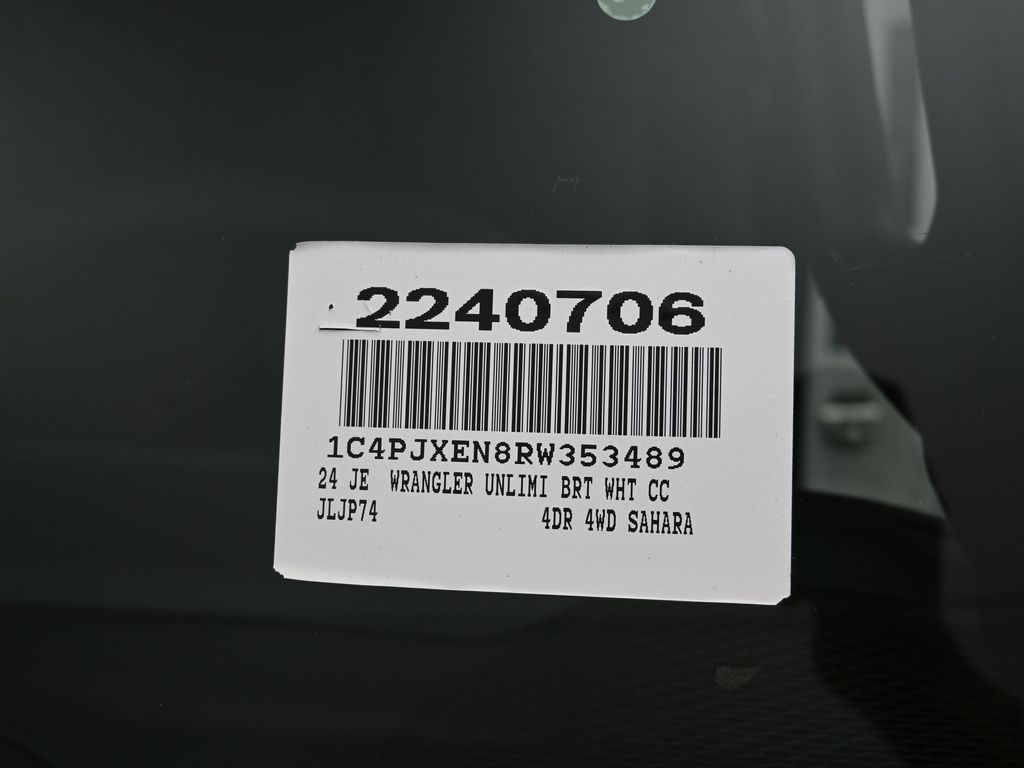 2240706
1C4PJXEN8RW353489
24 JE WRANGLER UNLIMI BRT WHT CC
JLJP74 4DR 4WD SAHARA